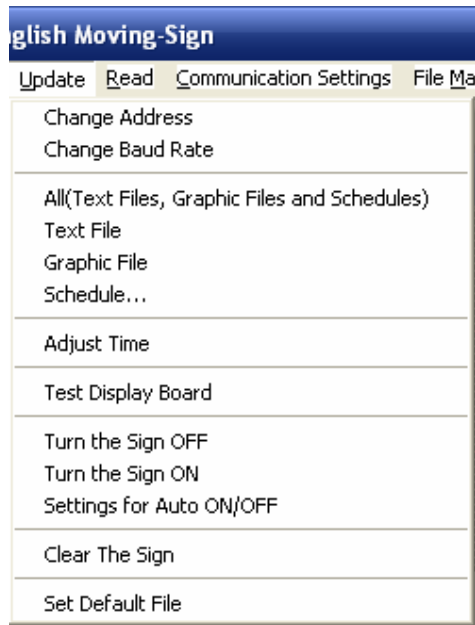 glish Moving-Sign
Update Read Communication Settings File Ma
Change Address
Change Baud Rate
All(Text Files, Graphic Files and Schedules)
Text File
Graphic File
Schedule...
Adjust Time
Test Display Board
Turn the Sign OFF
Turn the Sign ON
Settings for Auto ON/OFF
Clear The Sign
Set Default File